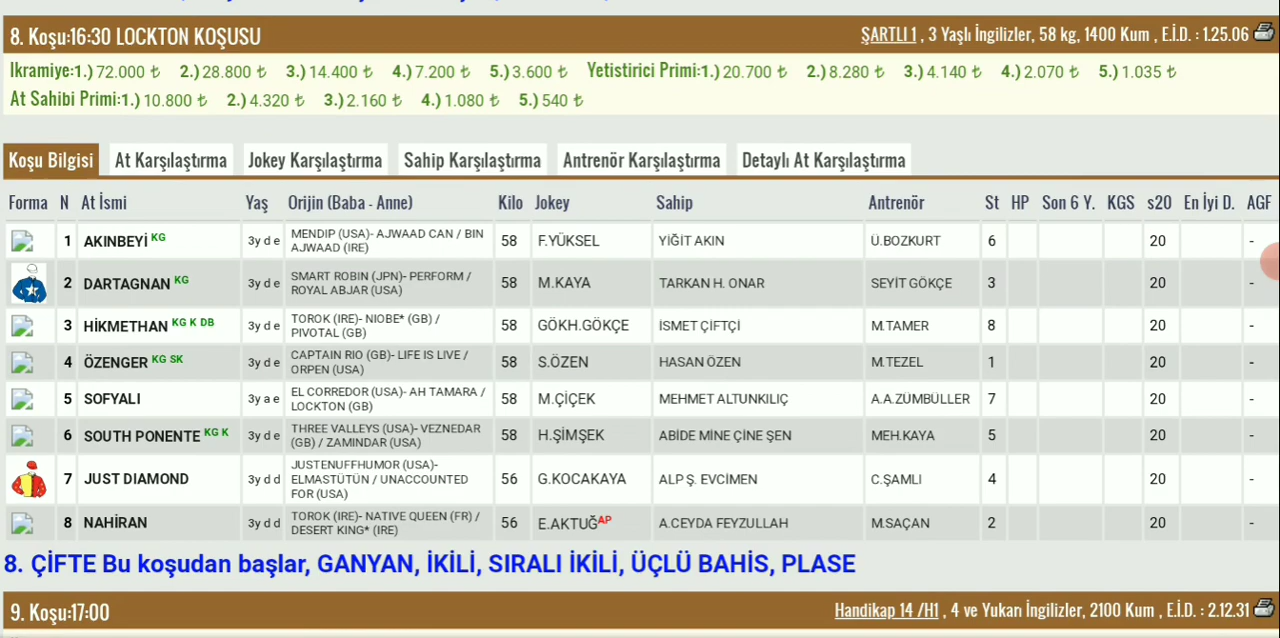 8. Koşu:16:30 LOCKTON KOŞUSU ŞARTLI 1 , 3 Yaşlı İngilizler, 58 kg, 1400 Kum , E.İ.D. : 1.25.06
Ikramiye:1.) 72.000 ₺ 2.) 28.800 ₺ 3.) 14.400 ₺ 4.) 7.200 ₺ 5.) 3.600 ₺ Yetistirici Primi:1.) 20.700 ₺ 2.) 8.280 ₺ 3.) 4.140 ₺ 4.) 2.070 ₺ 5.) 1.035 ₺
At Sahibi Primi:1.) 10.800 ₺ 2.) 4.320 ₺ 3.) 2.160 ₺ 4.) 1.080 ₺ 5.) 540 ₺
Koşu Bilgisi At Karşılaştırma Jokey Karşılaştırma Sahip Karşılaştırma Antrenör Karşılaştırma Detaylı At Karşılaştırma
Forma N At İsmi Yaş Orijin (Baba - Anne) Kilo Jokey Sahip Antrenör St HP Son 6 Y. KGS s20 En İyi D. AGF
1 AKINBEYİ KG 3y d e MENDIP (USA)- AJWAAD CAN / BIN AJWAAD (IRE) 58 F.YÜKSEL YİĞİT AKIN Ü.BOZKURT 6 20 -
2 DARTAGNAN KG 3y d e SMART ROBIN (JPN)- PERFORM / ROYAL ABJAR (USA) 58 M.KAYA TARKAN H. ONAR SEYİT GÖKÇE 3 20 -
3 HİKMETHAN KG K DB 3y d e TOROK (IRE)- NIOBE* (GB) / PIVOTAL (GB) 58 GÖKH.GÖKÇE İSMET ÇİFTÇİ M.TAMER 8 20 -
4 ÖZENGER KG SK 3y d e CAPTAIN RIO (GB)- LIFE IS LIVE / ORPEN (USA) 58 S.ÖZEN HASAN ÖZEN M.TEZEL 1 20 -
5 SOFYALI 3y a e EL CORREDOR (USA)- AH TAMARA / LOCKTON (GB) 58 M.ÇİÇEK MEHMET ALTUNKILIÇ A.A.ZÜMBÜLLER 7 20 -
6 SOUTH PONENTE KG K 3y d e THREE VALLEYS (USA)- VEZNEDAR (GB) / ZAMINDAR (USA) 58 H.ŞİMŞEK ABİDE MİNE ÇİNE ŞEN MEH.KAYA 5 20 -
7 JUST DIAMOND 3y d d JUSTENUFFHUMOR (USA)- ELMASTÜTÜN / UNACCOUNTED FOR (USA) 56 G.KOCAKAYA ALP Ş. EVCİMEN C.ŞAMLI 4 20 -
8 NAHİRAN 3y d d TOROK (IRE)- NATIVE QUEEN (FR) / DESERT KING* (IRE) 56 E.AKTUĞ AP A.CEYDA FEYZULLAH M.SAÇAN 2 20 -
8. ÇİFTE Bu koşudan başlar, GANYAN, İKİLİ, SIRALI İKİLİ, ÜÇLÜ BAHİS, PLASE
9. Koşu:17:00 Handikap 14 /H1 , 4 ve Yukarı İngilizler, 2100 Kum , E.İ.D. : 2.12.31